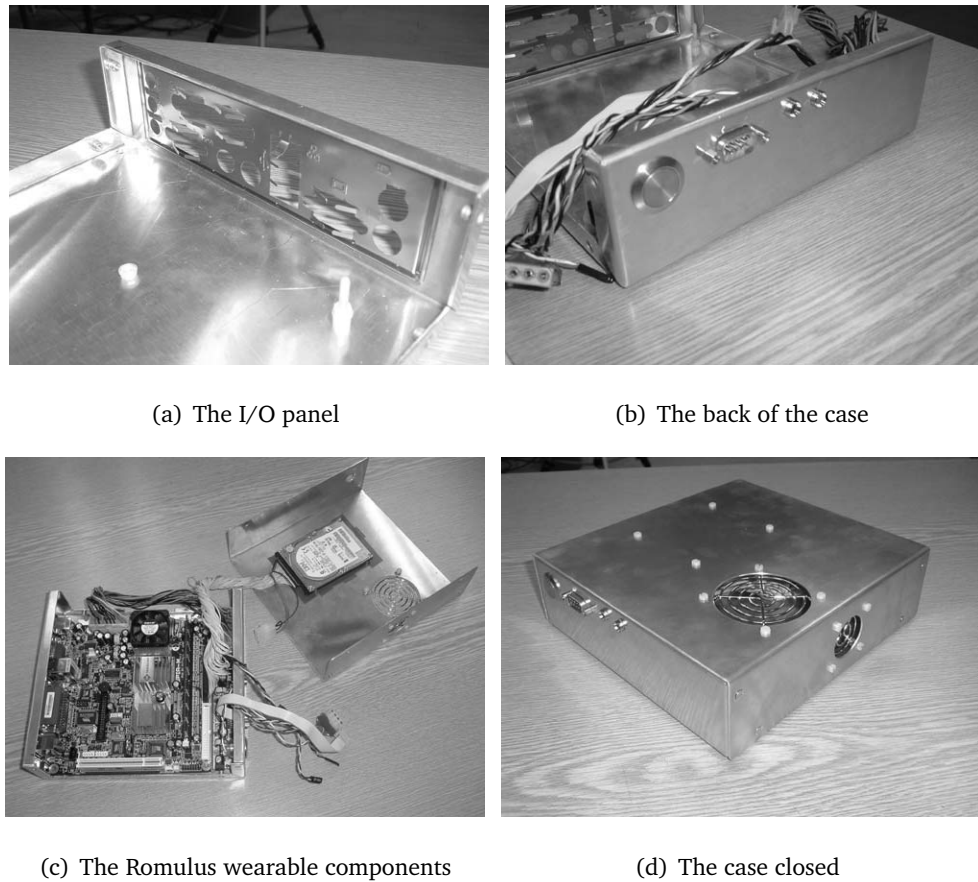 (a) The I/O panel
(b) The back of the case
(c) The Romulus wearable components
(d) The case closed